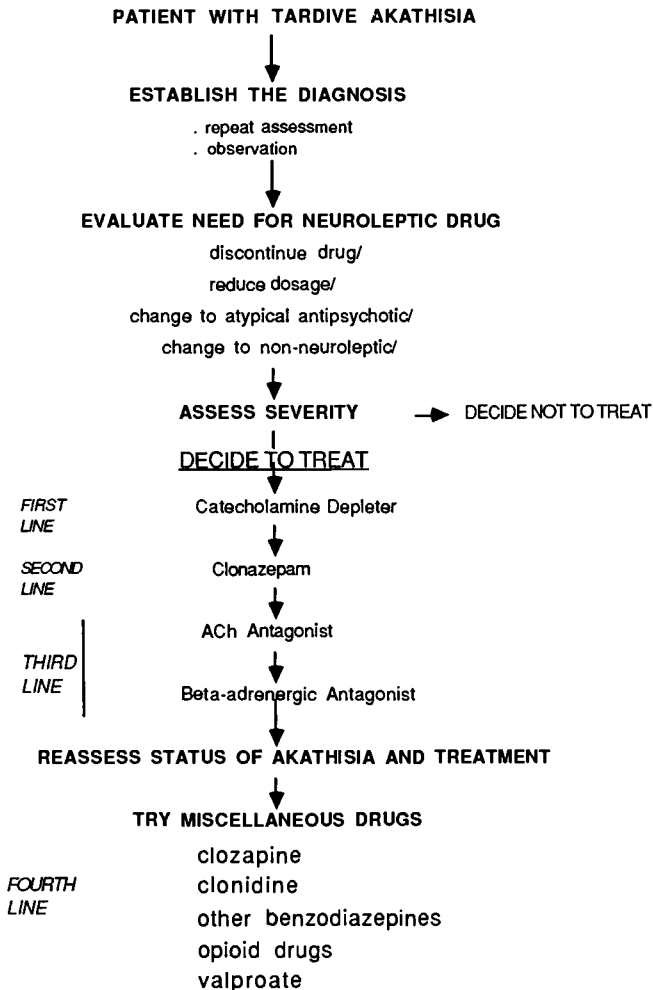 PATIENT WITH TARDIVE AKATHISIA
ESTABLISH THE DIAGNOSIS
. repeat assessment
. observation
EVALUATE NEED FOR NEUROLEPTIC DRUG
discontinue drug/
reduce dosage/
change to atypical antipsychotic/
change to non-neuroleptic/
ASSESS SEVERITY
DECIDE NOT TO TREAT
DECIDE TO TREAT
FIRST
LINE
Catecholamine Depleter
SECOND
LINE
Clonazepam
THIRD
LINE
ACh Antagonist
Beta-adrenergic Antagonist
REASSESS STATUS OF AKATHISIA AND TREATMENT
TRY MISCELLANEOUS DRUGS
FOURTH
LINE
clozapine
clonidine
other benzodiazepines
opioid drugs
valproate